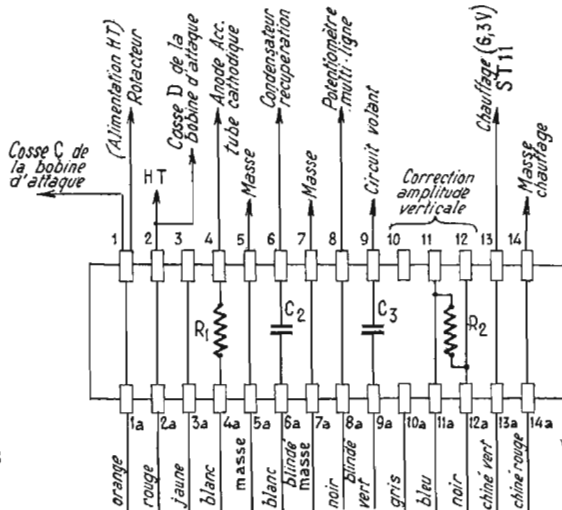 (Alimentation HT)
Rotacteur
Cosse D de la
bobine d'attaque
Anode Acc.
tube cathodique
Condensateur
récupération
Potentiomètre
multi-ligne
Chauffage (6,3V)
ST11
Cosse C de
la bobine
d'attaque
HT
Masse
Masse
Circuit volant
Correction
amplitude
verticale
Masse
chauffage
1 2 3 4 5 6 7 8 9 10 11 12 13 14
R1 C2 C3 R2
1a 2a 3a 4a 5a 6a 7a 8a 9a 10a 11a 12a 13a 14a
orange
rouge
jaune
blanc
masse
blanc
blindé
masse
noir
blindé
vert
gris
bleu
noir
chiné vert
chiné rouge